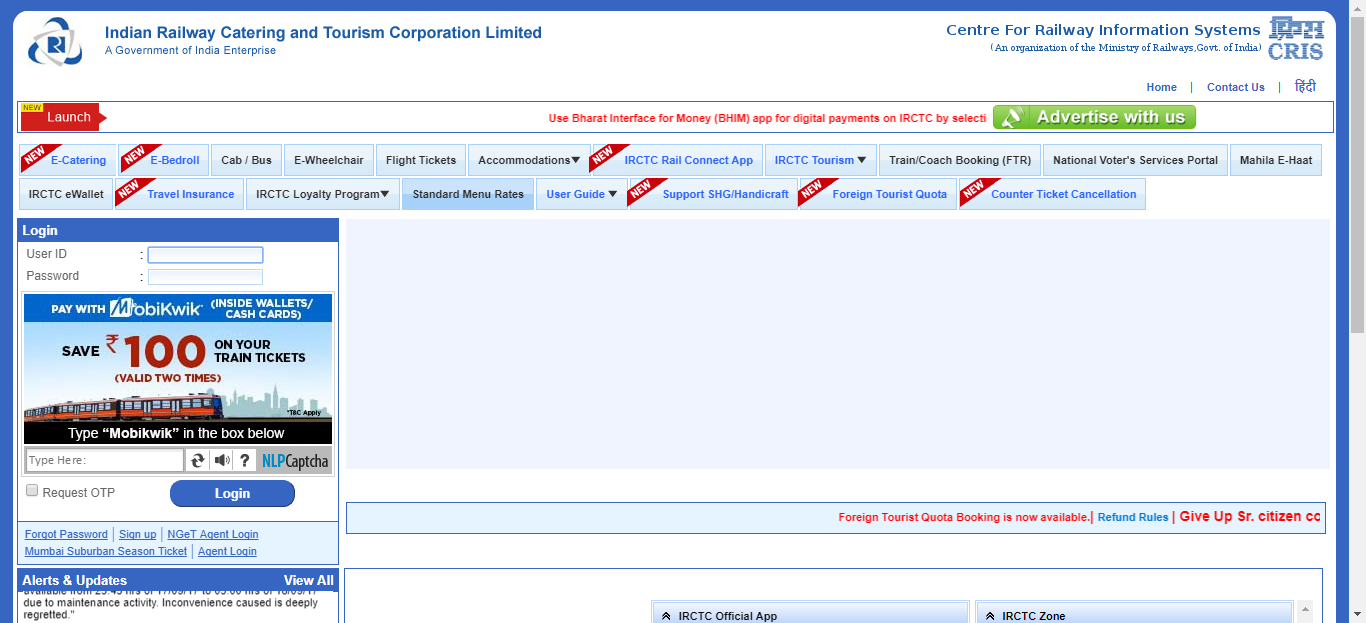 Indian Railway Catering and Tourism Corporation Limited
A Government of India Enterprise
Centre For Railway Information Systems
(An organization of the Ministry of Railways,Govt. of India)
CRIS
Home | Contact Us | हिंदी
NEW
Launch
Use Bharat Interface for Money (BHIM) app for digital payments on IRCTC by selecti
Advertise with us
NEW E-Catering NEW E-Bedroll Cab / Bus E-Wheelchair Flight Tickets Accommodations▼ NEW IRCTC Rail Connect App IRCTC Tourism ▼ Train/Coach Booking (FTR) National Voter's Services Portal Mahila E-Haat
IRCTC eWallet NEW Travel Insurance IRCTC Loyalty Program▼ Standard Menu Rates User Guide ▼ NEW Support SHG/Handicraft NEW Foreign Tourist Quota NEW Counter Ticket Cancellation
Login
User ID :
Password :
PAY WITH MobiKwik (INSIDE WALLETS/
CASH CARDS)
SAVE ₹100 ON YOUR
TRAIN TICKETS
(VALID TWO TIMES)
*T&C Apply
Type “Mobikwik” in the box below
Type Here: ? NLPCaptcha
Request OTP Login
Forgot Password | Sign up | NGeT Agent Login
Mumbai Suburban Season Ticket | Agent Login
Foreign Tourist Quota Booking is now available.| Refund Rules | Give Up Sr. citizen co
Alerts & Updates View All
available from 23:45 hrs of 17/09/17 to 05:00 hrs of 18/09/17
due to maintenance activity. Inconvenience caused is deeply
regretted."
IRCTC Official App
IRCTC Zone